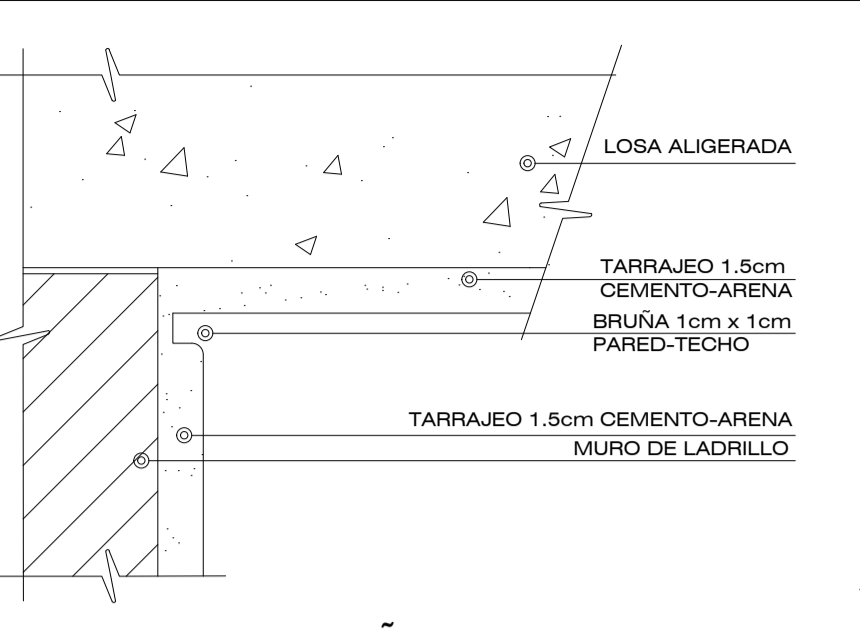 LOSA ALIGERADA
TARRAJEO 1.5cm
CEMENTO-ARENA
BRUÑA 1cm x 1cm
PARED-TECHO
TARRAJEO 1.5cm CEMENTO-ARENA
MURO DE LADRILLO